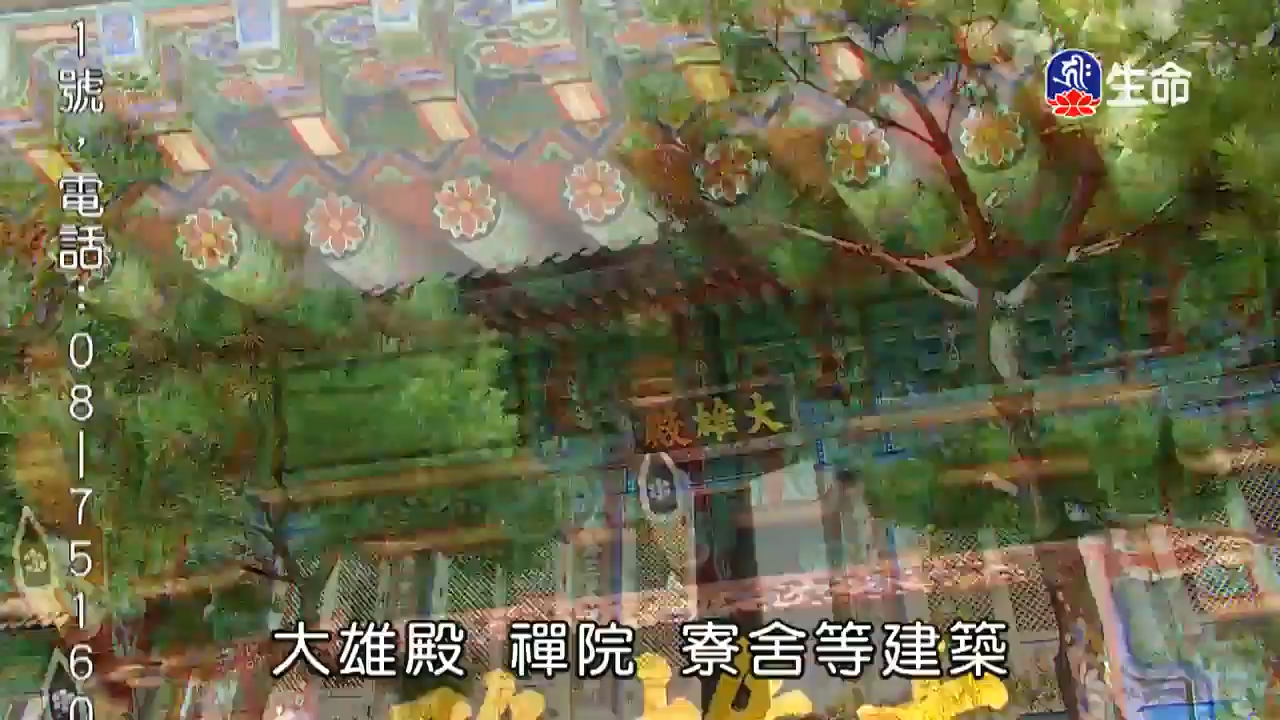 1號，電話：08-75160
生命
大雄殿
大雄殿 禪院 寮舍等建築